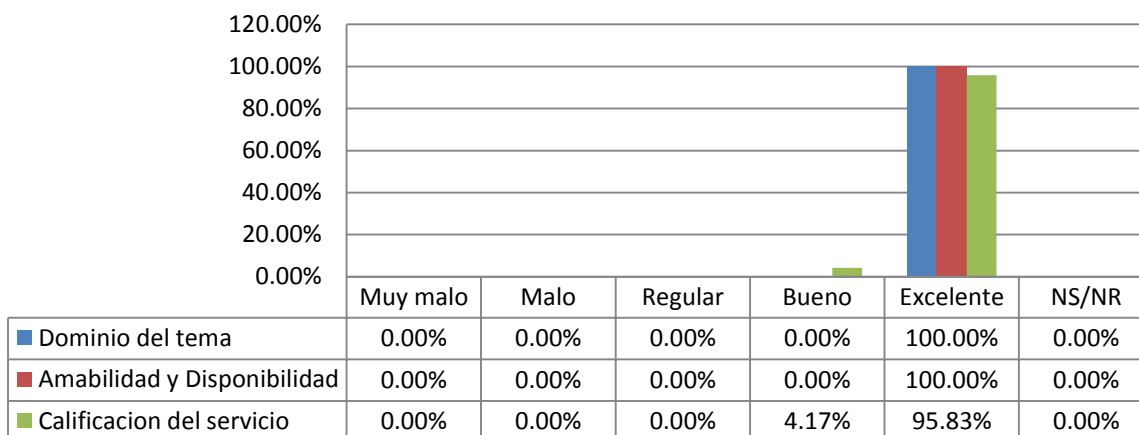 120.00%
100.00%
80.00%
60.00%
40.00%
20.00%
0.00%
Muy malo Malo Regular Bueno Excelente NS/NR
Dominio del tema 0.00% 0.00% 0.00% 0.00% 100.00% 0.00%
Amabilidad y Disponibilidad 0.00% 0.00% 0.00% 0.00% 100.00% 0.00%
Calificacion del servicio 0.00% 0.00% 0.00% 4.17% 95.83% 0.00%